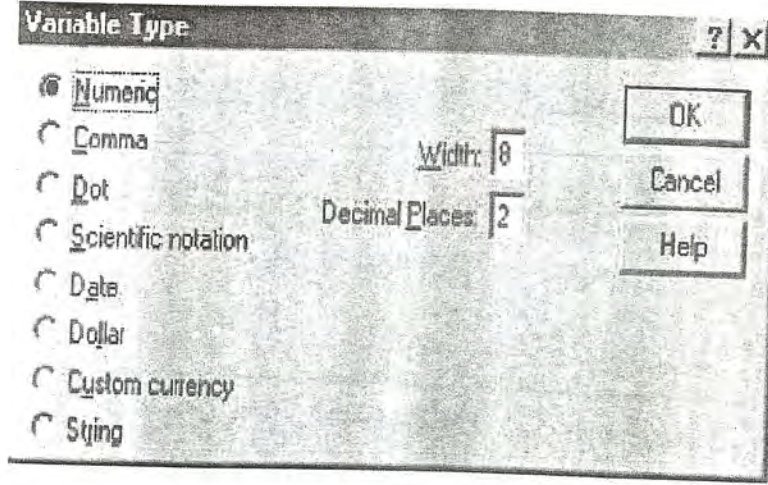 Variable Type
? X
Numeric
Comma
Dot
Scientific notation
Date
Dollar
Custom currency
String
Width: 8
Decimal Places: 2
OK
Cancel
Help